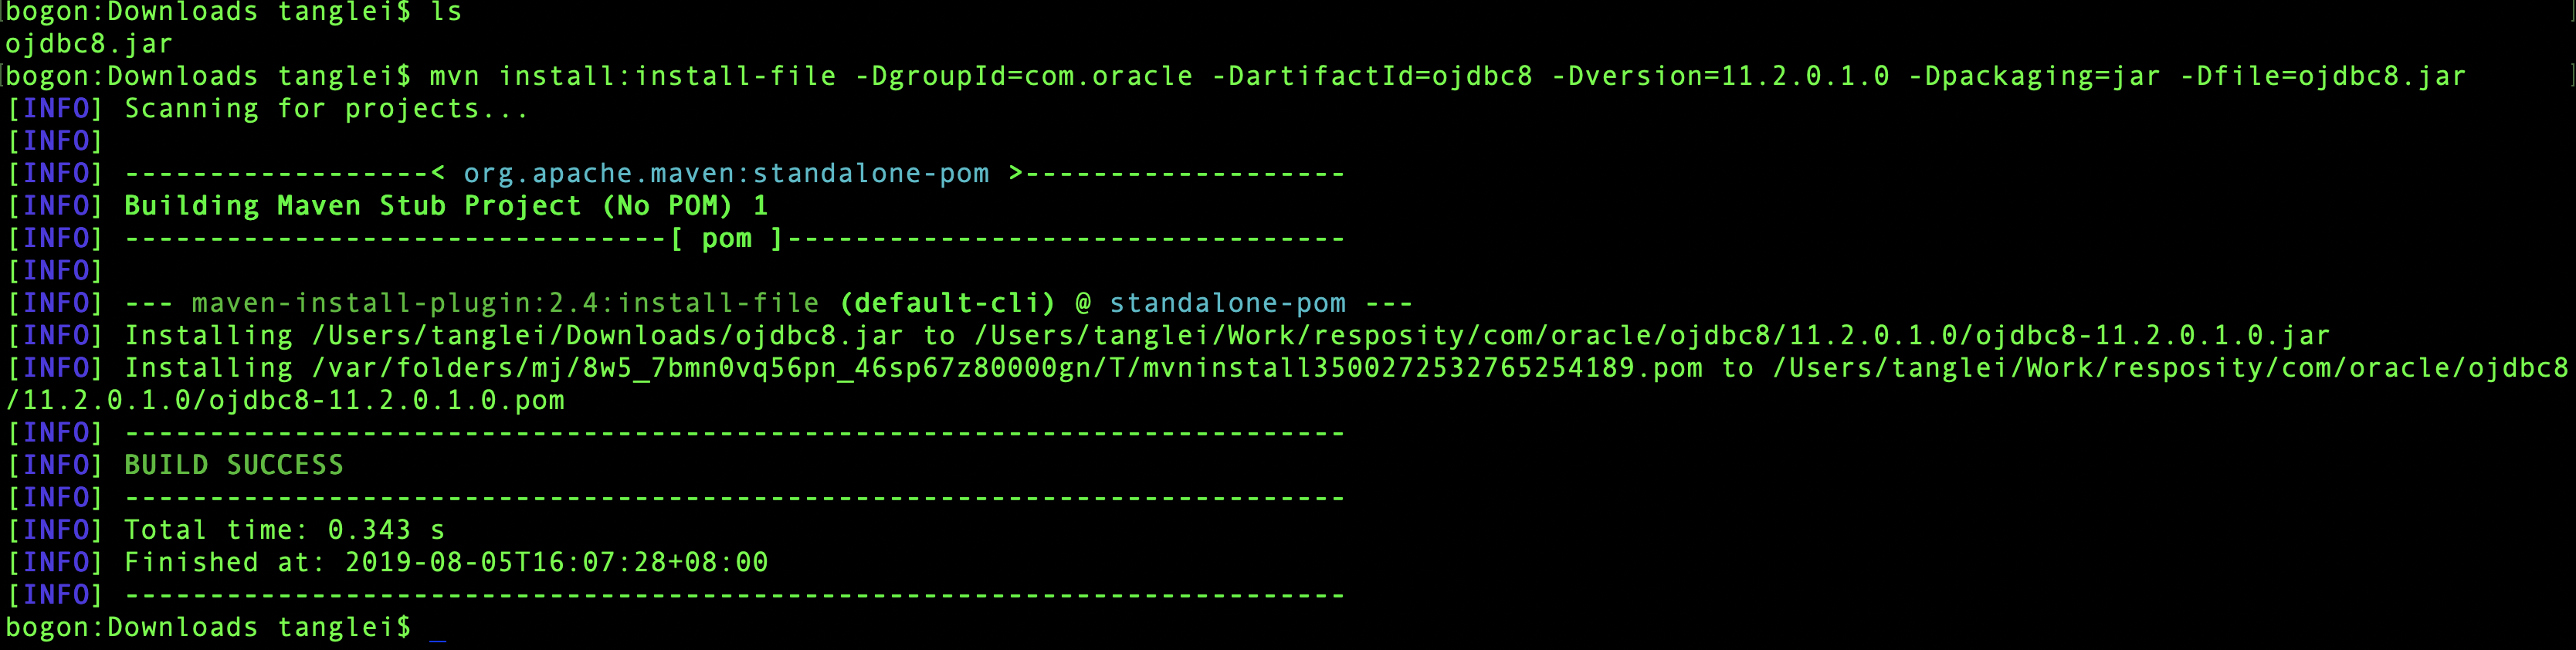 bogon:Downloads tanglei$ ls
ojdbc8.jar
bogon:Downloads tanglei$ mvn install:install-file -DgroupId=com.oracle -DartifactId=ojdbc8 -Dversion=11.2.0.1.0 -Dpackaging=jar -Dfile=ojdbc8.jar
[INFO] Scanning for projects...
[INFO]
[INFO] ------------------< org.apache.maven:standalone-pom >-------------------
[INFO] Building Maven Stub Project (No POM) 1
[INFO] --------------------------------[ pom ]---------------------------------
[INFO]
[INFO] --- maven-install-plugin:2.4:install-file (default-cli) @ standalone-pom ---
[INFO] Installing /Users/tanglei/Downloads/ojdbc8.jar to /Users/tanglei/Work/resposity/com/oracle/ojdbc8/11.2.0.1.0/ojdbc8-11.2.0.1.0.jar
[INFO] Installing /var/folders/mj/8w5_7bmn0vq56pn_46sp67z80000gn/T/mvninstall3500272532765254189.pom to /Users/tanglei/Work/resposity/com/oracle/ojdbc8
/11.2.0.1.0/ojdbc8-11.2.0.1.0.pom
[INFO] ------------------------------------------------------------------------
[INFO] BUILD SUCCESS
[INFO] ------------------------------------------------------------------------
[INFO] Total time: 0.343 s
[INFO] Finished at: 2019-08-05T16:07:28+08:00
[INFO] ------------------------------------------------------------------------
bogon:Downloads tanglei$ _